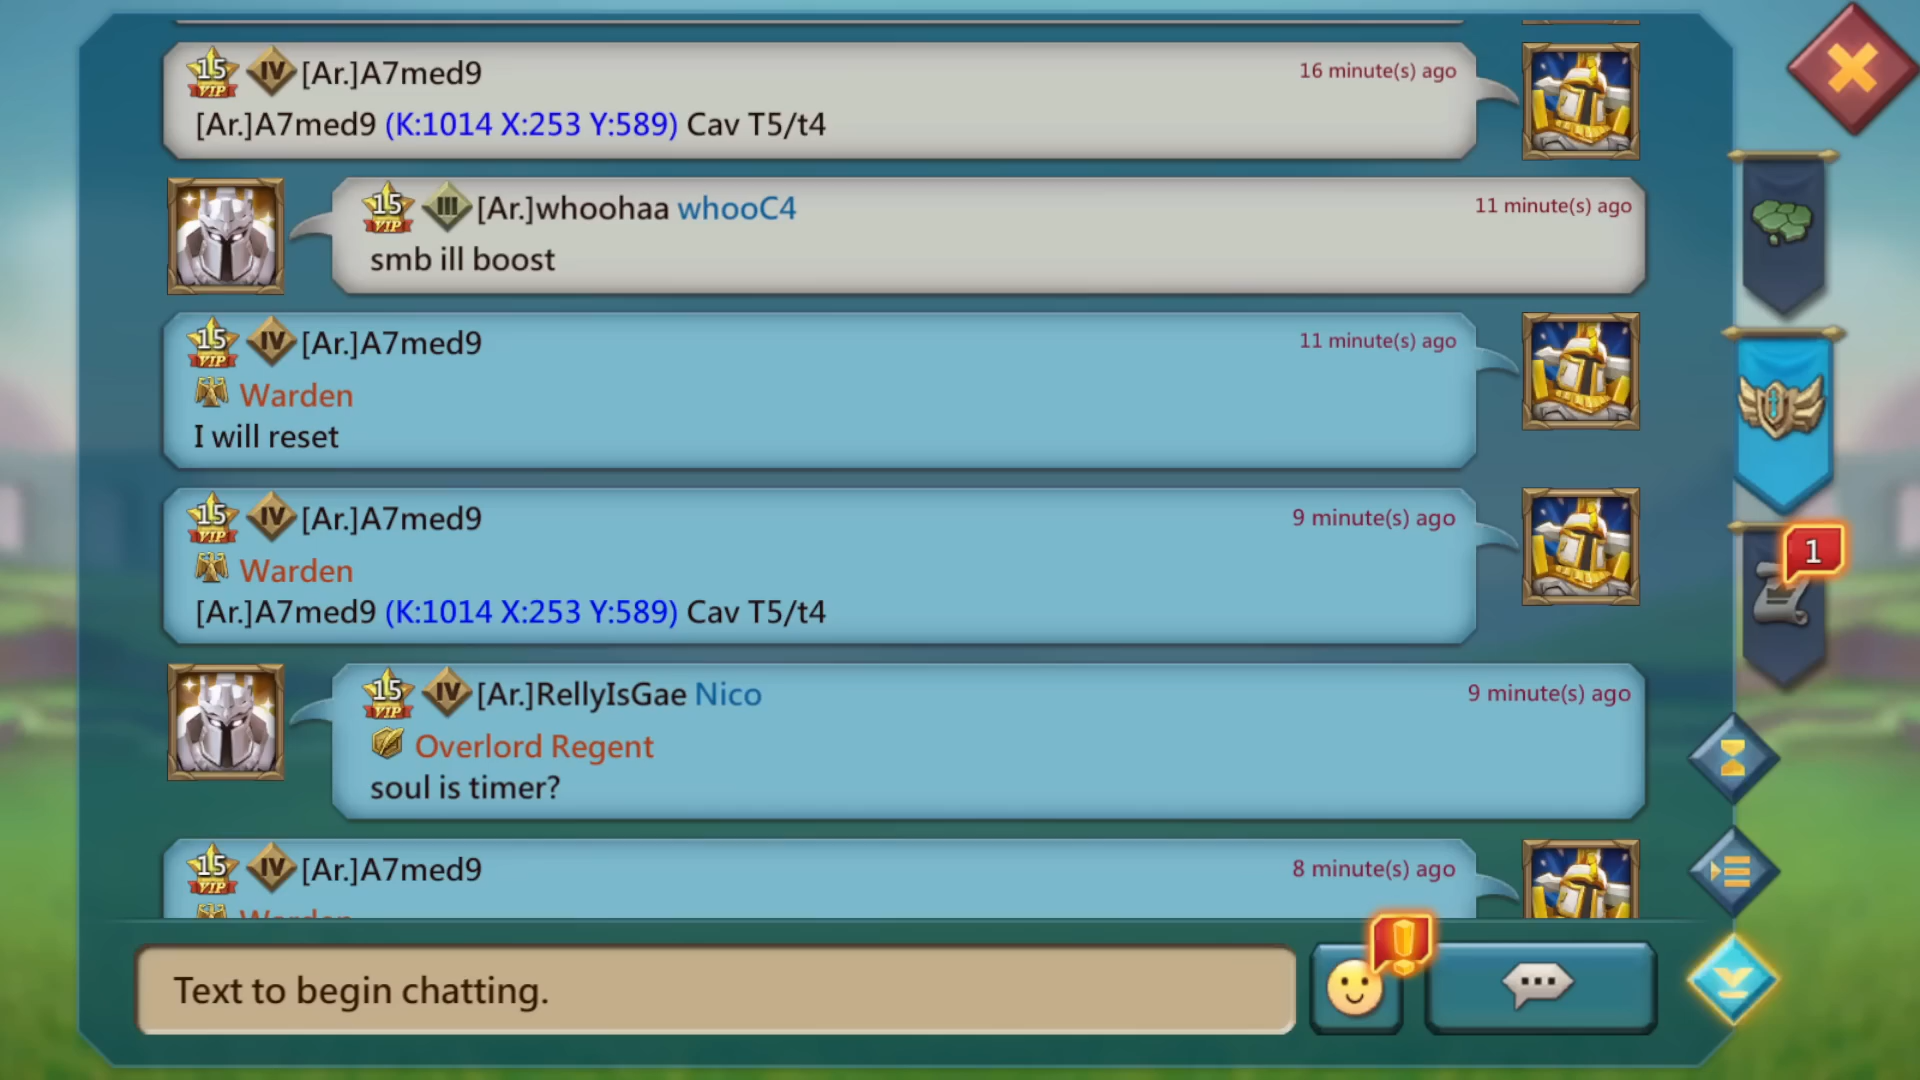 15 VIP IV [Ar.]A7med9 16 minute(s) ago
[Ar.]A7med9 (K:1014 X:253 Y:589) Cav T5/t4
15 VIP III [Ar.]whoohaa whooC4 11 minute(s) ago
smb ill boost
15 VIP IV [Ar.]A7med9 11 minute(s) ago
Warden
I will reset
15 VIP IV [Ar.]A7med9 9 minute(s) ago
Warden
[Ar.]A7med9 (K:1014 X:253 Y:589) Cav T5/t4
1
15 VIP IV [Ar.]RellyIsGae Nico 9 minute(s) ago
Overlord Regent
soul is timer?
15 VIP IV [Ar.]A7med9 8 minute(s) ago
Warden
Text to begin chatting.